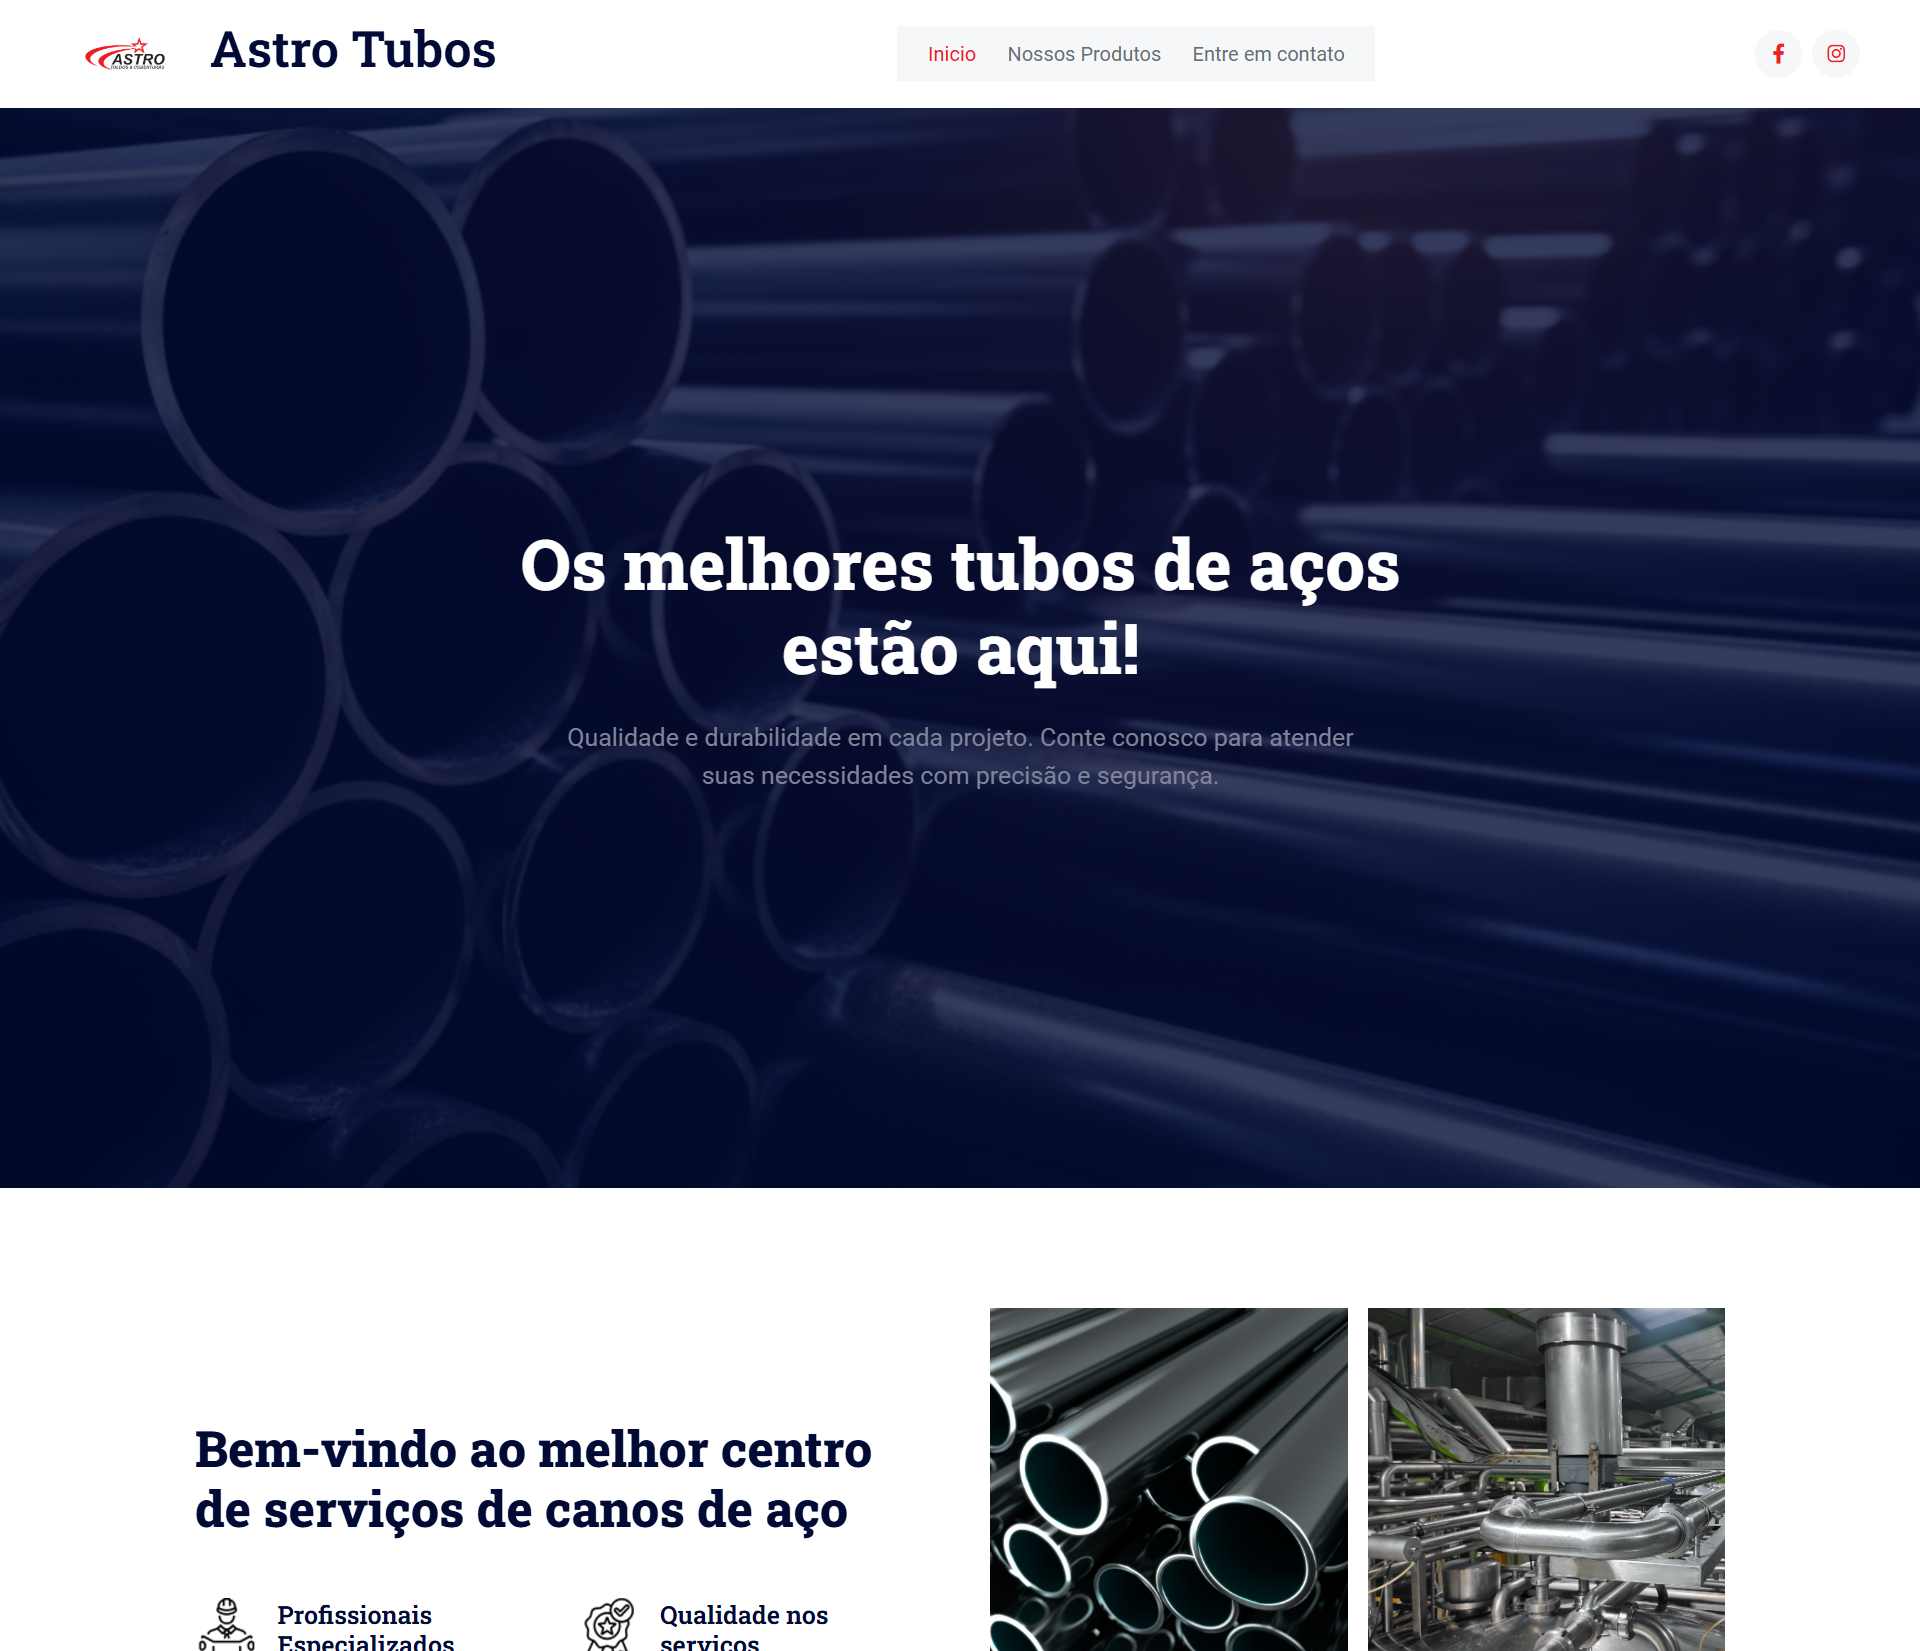 ASTRO
TOLDOS & COBERTURAS
Astro Tubos
Inicio
Nossos Produtos
Entre em contato
Os melhores tubos de aços
estão aqui!
Qualidade e durabilidade em cada projeto. Conte conosco para atender
suas necessidades com precisão e segurança.
Bem-vindo ao melhor centro
de serviços de canos de aço
Profissionais
Especializados
Qualidade nos
serviços